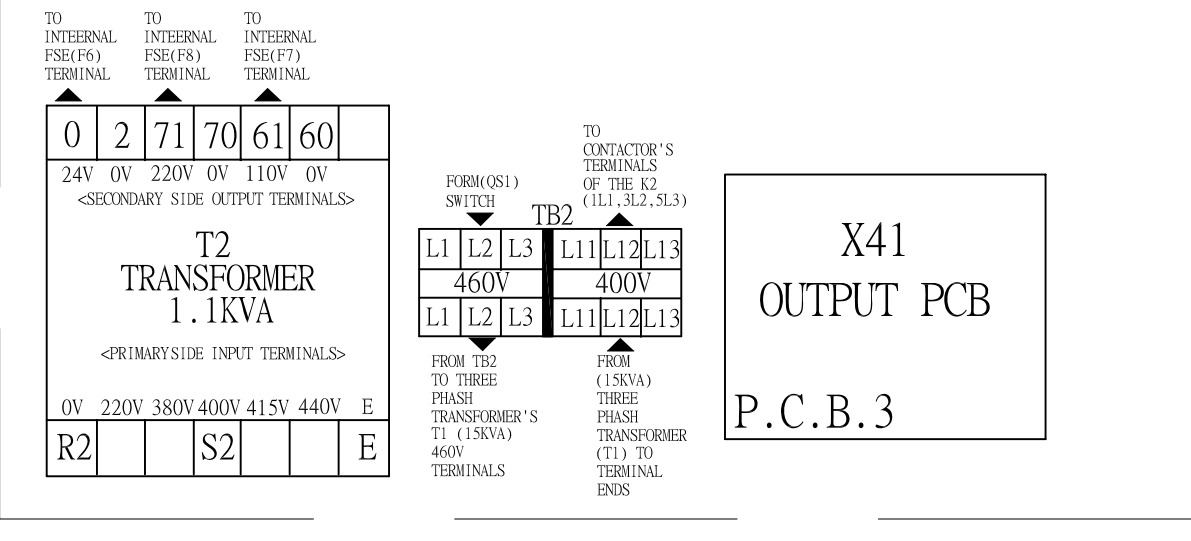 TO
INTEERNAL
FSE(F6)
TERMINAL
TO
INTEERNAL
FSE(F8)
TERMINAL
TO
INTEERNAL
FSE(F7)
TERMINAL
0 2 71 70 61 60
24V 0V 220V 0V 110V 0V
<SECONDARY SIDE OUTPUT TERMINALS>
T2
TRANSFORMER
1.1KVA
<PRIMARY SIDE INPUT TERMINALS>
0V 220V 380V 400V 415V 440V E
R2 S2 E
FORM(QS1)
SWITCH
TB2
TO
CONTACTOR'S
TERMINALS
OF THE K2
(1L1,3L2,5L3)
L1 L2 L3 L11 L12 L13
460V 400V
L1 L2 L3 L11 L12 L13
FROM TB2
TO THREE
PHASH
TRANSFORMER'S
T1 (15KVA)
460V
TERMINALS
FROM
(15KVA)
THREE
PHASH
TRANSFORMER
(T1) TO
TERMINAL
ENDS
X41
OUTPUT PCB
P.C.B.3